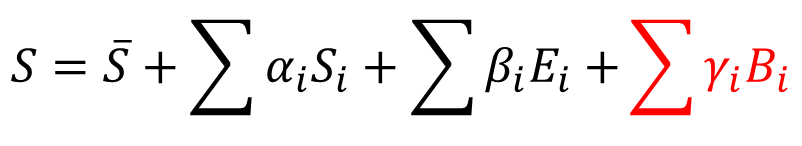 S = S̄ + ∑ αᵢSᵢ + ∑ βᵢEᵢ + ∑ γᵢBᵢ